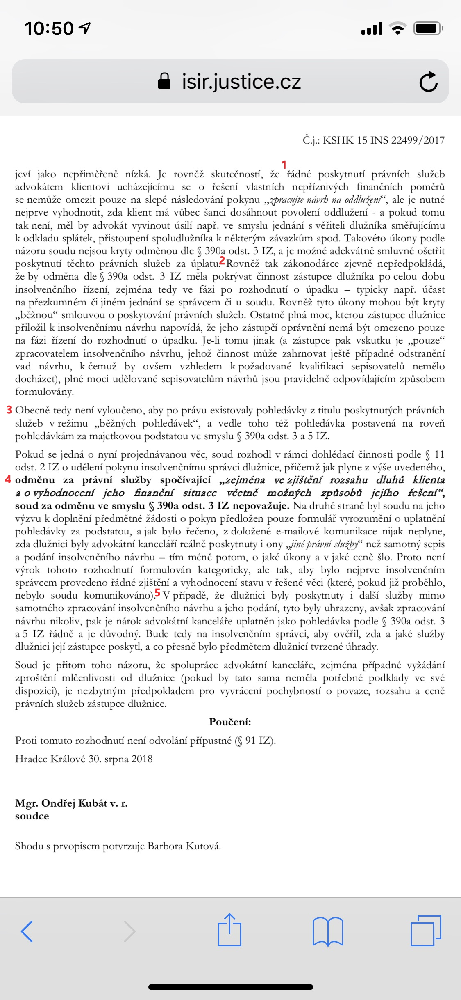 10:50
isir.justice.cz
Č.j.: KSHK 15 INS 22499/2017
1
jeví jako nepřiměřeně nízká. Je rovněž skutečností, že řádné poskytnutí právních služeb
advokátem klientovi ucházejícímu se o řešení vlastních nepříznivých finančních poměrů
se nemůže omezit pouze na slepé následování pokynu „zpracujte návrh na oddlužení“, ale je nutné
nejprve vyhodnotit, zda klient má vůbec šanci dosáhnout povolení oddlužení - a pokud tomu
tak není, měl by advokát vyvinout úsilí např. ve smyslu jednání s věřiteli dlužníka směřujícímu
k odkladu splátek, přistoupení spoludlužníka k některým závazkům apod. Takovéto úkony podle
názoru soudu nejsou kryty odměnou dle § 390a odst. 3 IZ, a je možné adekvátně smluvně ošetřit
poskytnutí těchto právních služeb za úplatu. 2 Rovněž tak zákonodárce zjevně nepředpokládá,
že by odměna dle § 390a odst. 3 IZ měla pokrývat činnost zástupce dlužníka po celou dobu
insolvenčního řízení, zejména tedy ve fázi po rozhodnutí o úpadku – typicky např. účast
na přezkumném či jiném jednání se správcem či u soudu. Rovněž tyto úkony mohou být kryty
„běžnou“ smlouvou o poskytování právních služeb. Ostatně plná moc, kterou zástupce dlužnice
přiložil k insolvenčnímu návrhu napovídá, že jeho zástupčí oprávnění nemá být omezeno pouze
na fázi řízení do rozhodnutí o úpadku. Je-li tomu jinak (a zástupce pak vskutku je „pouze“
zpracovatelem insolvenčního návrhu, jehož činnost může zahrnovat ještě případné odstranění
vad návrhu, k čemuž by ovšem vzhledem k požadované kvalifikaci sepisovatelů nemělo
docházet), plné moci udělované sepisovatelům návrhů jsou pravidelně odpovídajícím způsobem
formulovány.
3 Obecně tedy není vyloučeno, aby po právu existovaly pohledávky z titulu poskytnutých právních
služeb v režimu „běžných pohledávek“, a vedle toho též pohledávka postavená na roveň
pohledávkám za majetkovou podstatou ve smyslu § 390a odst. 3 a 5 IZ.
Pokud se jedná o nyní projednávanou věc, soud rozhodl v rámci dohlédací činnosti podle § 11
odst. 2 IZ o udělení pokynu insolvenčnímu správci dlužnice, přičemž jak plyne z výše uvedeného,
4 odměnu za právní služby spočívající „zejména ve zjištění rozsahu dluhů klienta
a o vyhodnocení jeho finanční situace včetně možných způsobů jejího řešení“,
soud za odměnu ve smyslu § 390a odst. 3 IZ nepovažuje. Na druhé straně byl soudu na jeho
výzvu k doplnění předmětné žádosti o pokyn předložen pouze formulář vyrozumění o uplatnění
pohledávky za podstatou, a jak bylo řečeno, z doložené e-mailové komunikace nijak neplyne,
zda dlužnici byly advokátní kanceláří reálně poskytnuty i ony „jiné právní služby“ než samotný sepis
a podání insolvenčního návrhu – tím méně potom, o jaké úkony a v jaké ceně šlo. Proto není
výrok tohoto rozhodnutí formulován kategoricky, ale tak, aby bylo nejprve insolvenčním
správcem provedeno řádné zjištění a vyhodnocení stavu v řešené věci (které, pokud již proběhlo,
nebylo soudu komunikováno). 5 V případě, že dlužnici byly poskytnuty i další služby mimo
samotného zpracování insolvenčního návrhu a jeho podání, tyto byly uhrazeny, avšak zpracování
návrhu nikoliv, pak je nárok advokátní kanceláře uplatněn jako pohledávka podle § 390a odst. 3
a 5 IZ řádně a je důvodný. Bude tedy na insolvenčním správci, aby ověřil, zda a jaké služby
dlužnici její zástupce poskytl, a co přesně bylo předmětem dlužnicí tvrzené úhrady.
Soud je přitom toho názoru, že spolupráce advokátní kanceláře, zejména případné vyžádání
zproštění mlčenlivosti od dlužnice (pokud by tato sama neměla potřebné podklady ve své
dispozici), je nezbytným předpokladem pro vyvrácení pochybností o povaze, rozsahu a ceně
právních služeb zástupce dlužnice.
Poučení:
Proti tomuto rozhodnutí není odvolání přípustné (§ 91 IZ).
Hradec Králové 30. srpna 2018
Mgr. Ondřej Kubát v. r.
soudce
Shodu s prvopisem potvrzuje Barbora Kutová.